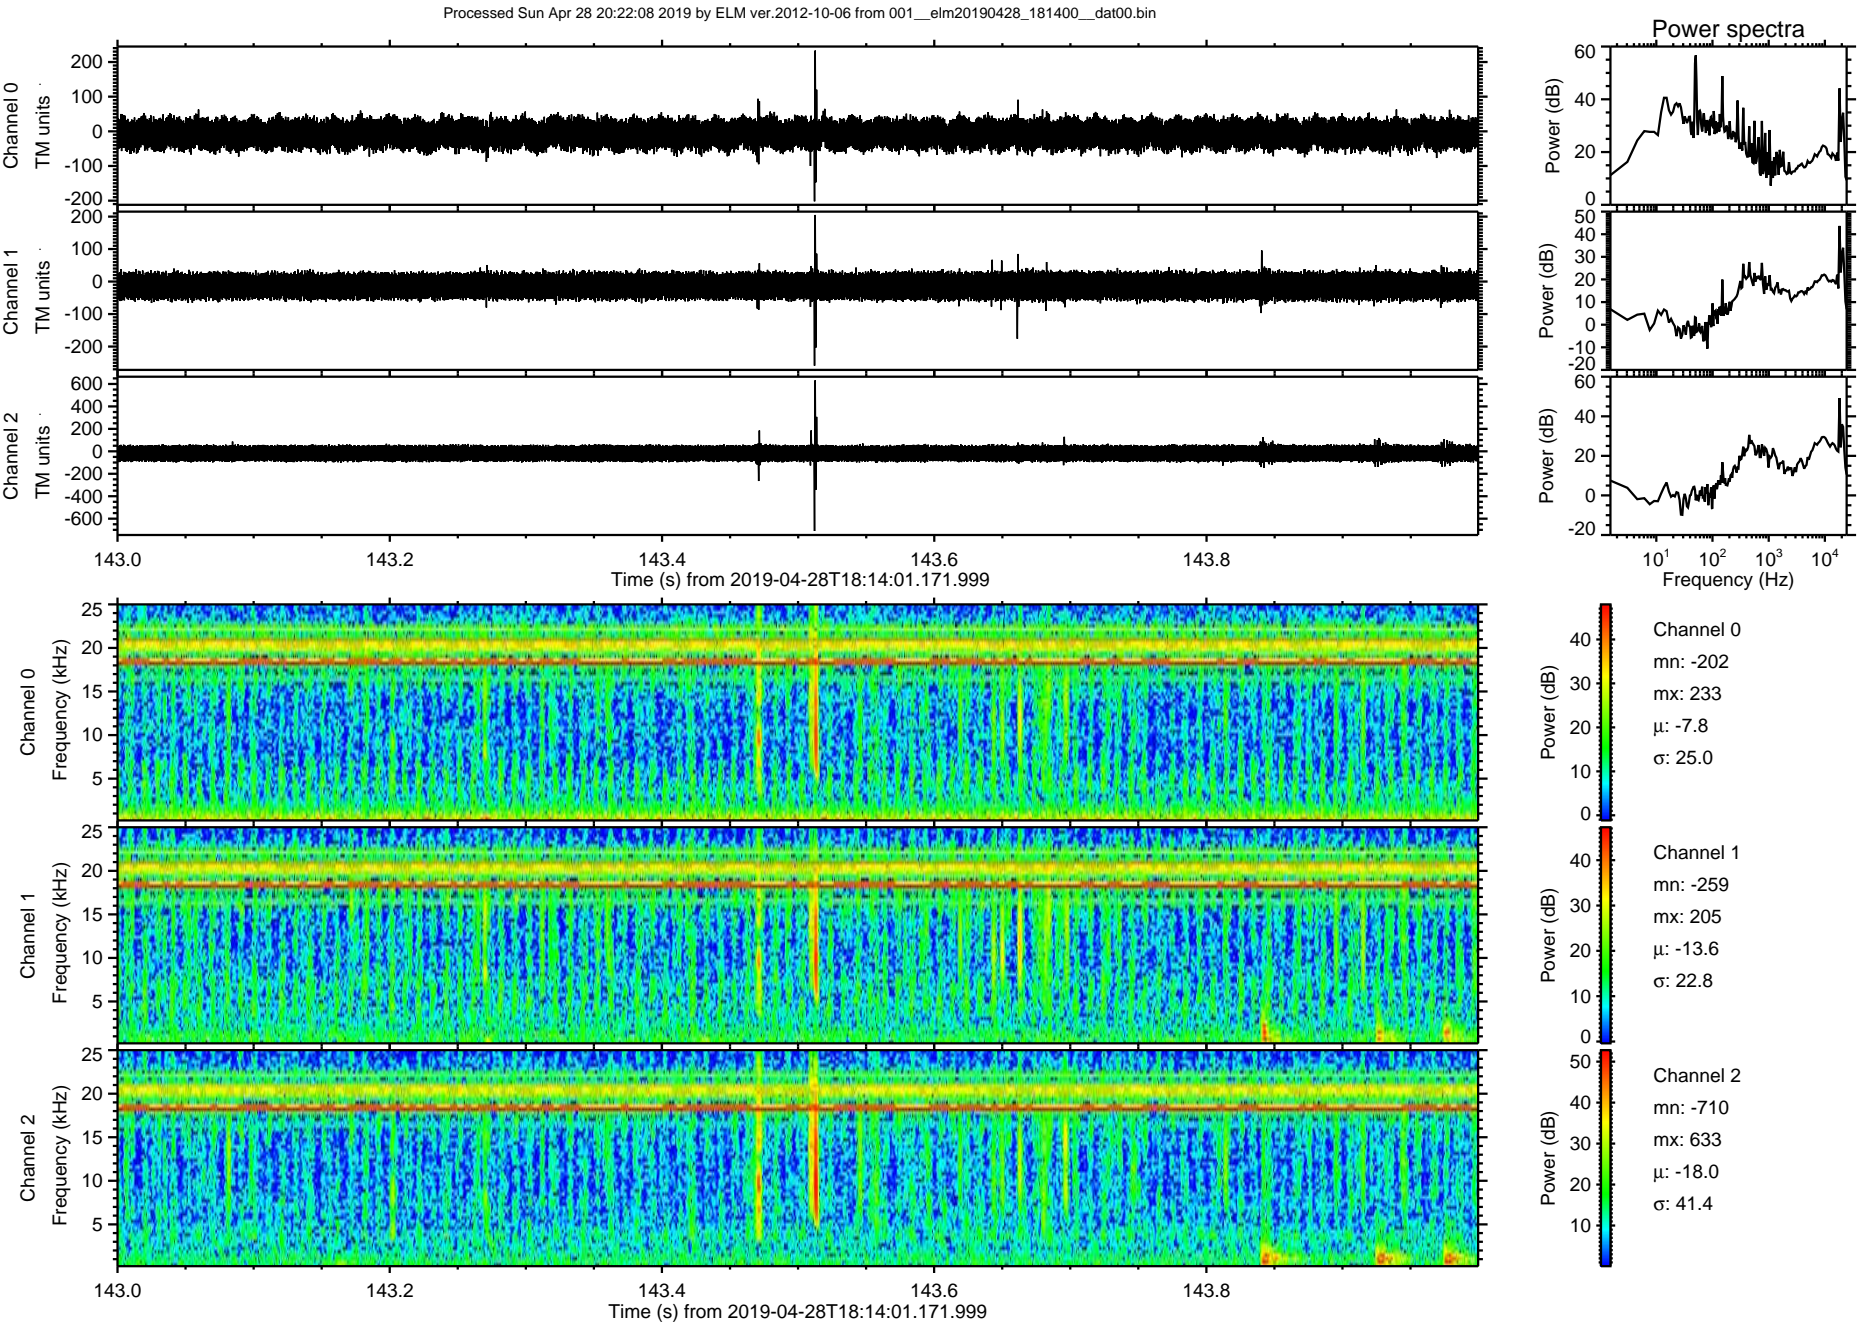 Processed Sun Apr 28 20:22:08 2019 by ELM ver.2012-10-06 from 001__elm20190428_181400__dat00.bin
Power spectra
Channel 0
TM units
200
100
0
-100
-200
Power (dB)
60
40
20
0
Channel 1
TM units
200
100
0
-100
-200
Power (dB)
50
40
30
20
10
0
-10
-20
Channel 2
TM units
600
400
200
0
-200
-400
-600
Power (dB)
60
40
20
0
-20
143.0 143.2 143.4 143.6 143.8
Time (s) from 2019-04-28T18:14:01.171.999
10¹ 10² 10³ 10⁴
Frequency (Hz)
Channel 0
Frequency (kHz)
25
20
15
10
5
Power (dB)
40
30
20
10
0
Channel 0
mn: -202
mx: 233
μ: -7.8
σ: 25.0
Channel 1
Frequency (kHz)
25
20
15
10
5
Power (dB)
40
30
20
10
0
Channel 1
mn: -259
mx: 205
μ: -13.6
σ: 22.8
Channel 2
Frequency (kHz)
25
20
15
10
5
Power (dB)
50
40
30
20
10
Channel 2
mn: -710
mx: 633
μ: -18.0
σ: 41.4
143.0 143.2 143.4 143.6 143.8
Time (s) from 2019-04-28T18:14:01.171.999